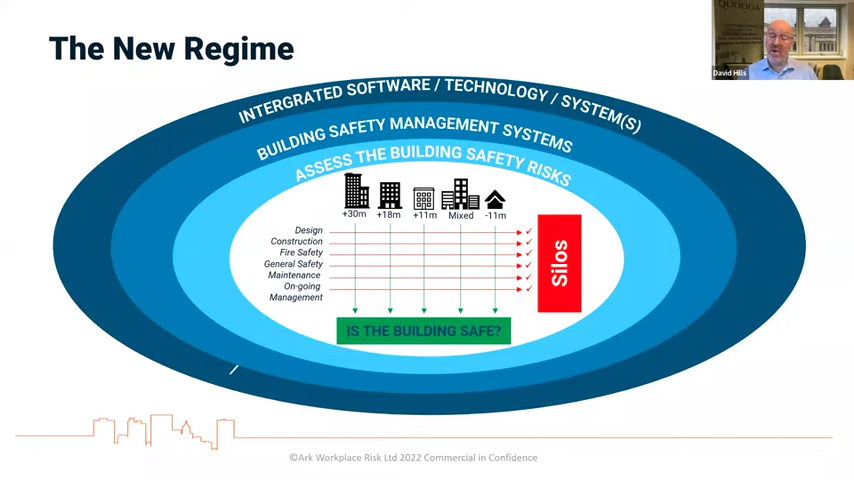 The New Regime
QUOODA
David Hils
INTERGRATED SOFTWARE / TECHNOLOGY / SYSTEM(S)
BUILDING SAFETY MANAGEMENT SYSTEMS
ASSESS THE BUILDING SAFETY RISKS
+30m +18m +11m Mixed -11m
Design
Construction
Fire Safety
General Safety
Maintenance
On-going
Management
Silos
IS THE BUILDING SAFE?
©Ark Workplace Risk Ltd 2022 Commercial in Confidence